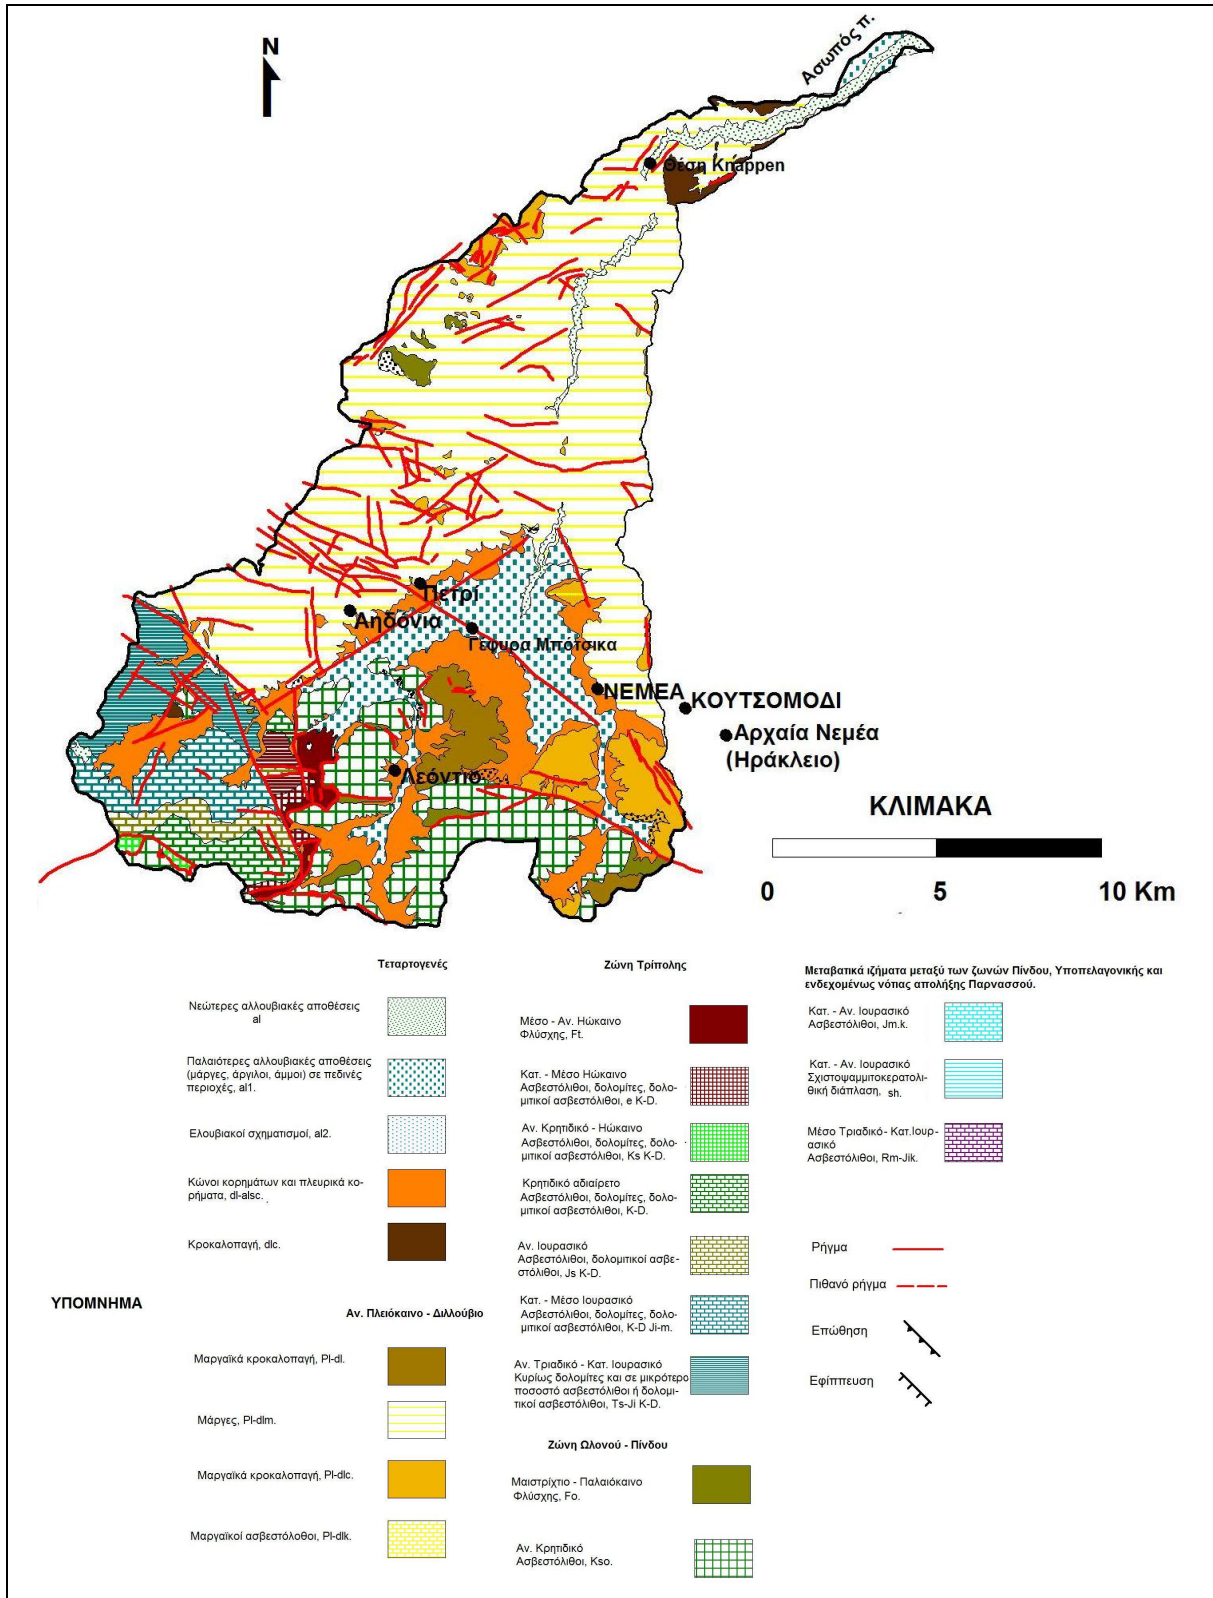 N
Ασωπός π.
Θέση Knappen
Πετρί
Αηδόνια
Γέφυρα Μπότσικα
ΝΕΜΕΑ
ΚΟΥΤΣΟΜΟΔΙ
Αρχαία Νεμέα
(Ηράκλειο)
Λεόντιο
ΚΛΙΜΑΚΑ
0 5 10 Km
ΥΠΟΜΝΗΜΑ
Τεταρτογενές
Νεώτερες αλλουβιακές αποθέσεις
al
Παλαιότερες αλλουβιακές αποθέσεις
(μάργες, άργιλοι, άμμοι) σε πεδινές
περιοχές, al1.
Ελουβιακοί σχηματισμοί, al2.
Κώνοι κορημάτων και πλευρικά κο-
ρήματα, dl-alsc.
Κροκαλοπαγή, dlc.
Αν. Πλειόκαινο - Διλλούβιο
Μαργαϊκά κροκαλοπαγή, Pl-dl.
Μάργες, Pl-dlm.
Μαργαϊκά κροκαλοπαγή, Pl-dlc.
Μαργαϊκοί ασβεστόλοθοι, Pl-dlk.
Ζώνη Τρίπολης
Μέσο - Αν. Ηώκαινο
Φλύσχης, Ft.
Κατ. - Μέσο Ηώκαινο
Ασβεστόλιθοι, δολομίτες, δολο-
μιτικοί ασβεστόλιθοι, e K-D.
Αν. Κρητιδικό - Ηώκαινο
Ασβεστόλιθοι, δολομίτες, δολο-
μιτικοί ασβεστόλιθοι, Ks K-D.
Κρητιδικό αδιαίρετο
Ασβεστόλιθοι, δολομίτες, δολο-
μιτικοί ασβεστόλιθοι, K-D.
Αν. Ιουρασικό
Ασβεστόλιθοι, δολομιτικοί ασβε-
στόλιθοι, Js K-D.
Κατ. - Μέσο Ιουρασικό
Ασβεστόλιθοι, δολομίτες, δολο-
μιτικοί ασβεστόλιθοι, K-D Ji-m.
Αν. Τριαδικό - Κατ. Ιουρασικό
Κυρίως δολομίτες και σε μικρότερο
ποσοστό ασβεστόλιθοι ή δολομι-
τικοί ασβεστόλιθοι, Ts-Ji K-D.
Ζώνη Ωλονού - Πίνδου
Μαιστρίχτιο - Παλαιόκαινο
Φλύσχης, Fo.
Αν. Κρητιδικό
Ασβεστόλιθοι, Kso.
Μεταβατικά ιζήματα μεταξύ των ζωνών Πίνδου, Υποπελαγονικής και
ενδεχομένως νότιας απολήξης Παρνασσού.
Κατ. - Αν. Ιουρασικό
Ασβεστόλιθοι, Jm.k.
Κατ. - Αν. Ιουρασικό
Σχιστοψαμμιτοκερατολι-
θική διάπλαση, sh.
Μέσο Τριαδικό- Κατ.Ιουρ-
ασικό
Ασβεστόλιθοι, Rm-Jik.
Ρήγμα
Πιθανό ρήγμα
Επώθηση
Εφίππευση